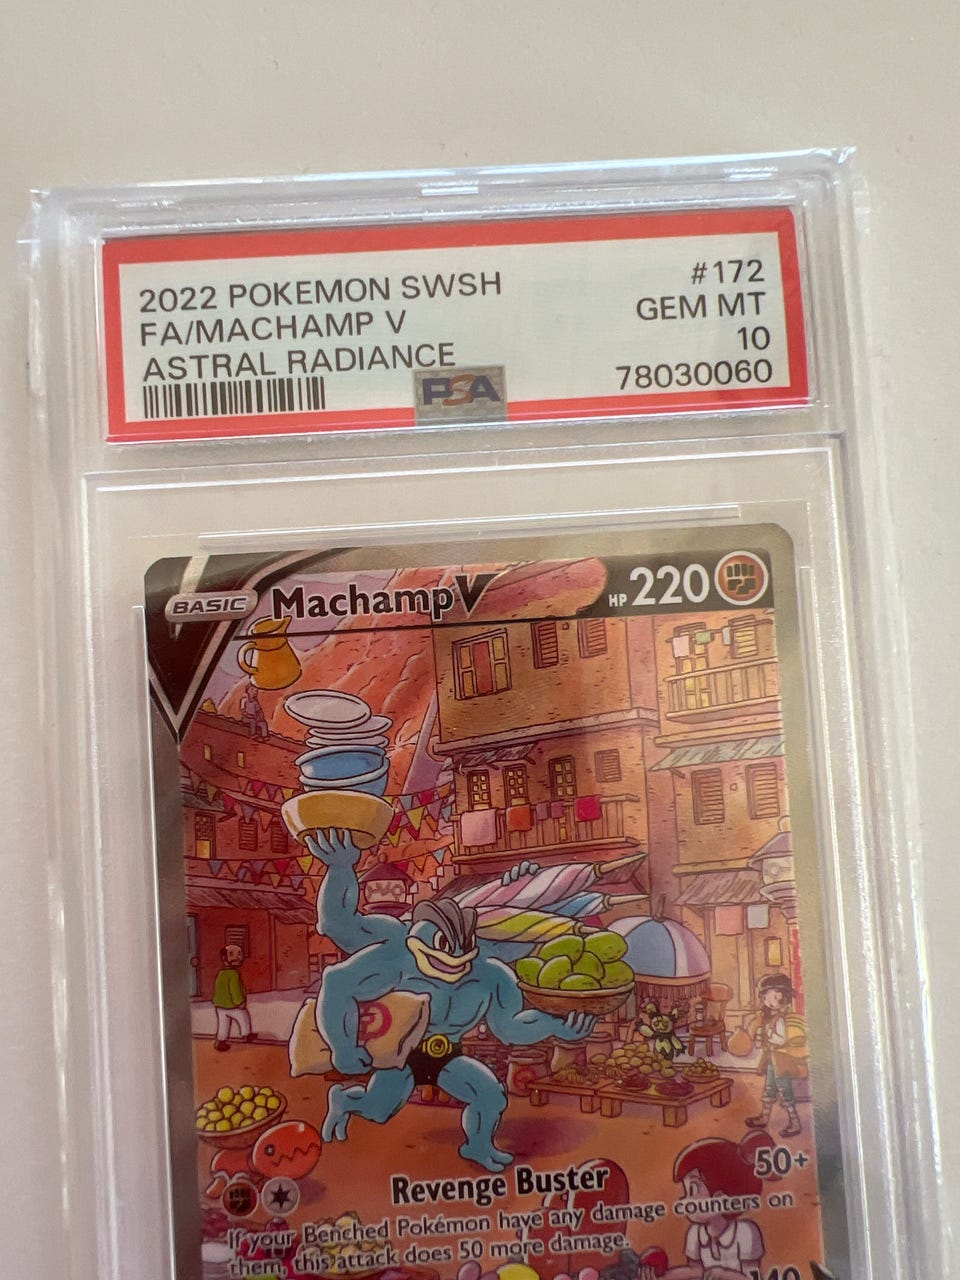 2022 POKEMON SWSH
#172
FA/MACHAMP V
GEM MT
ASTRAL RADIANCE
10
78030060
PSA
BASIC
Machamp V
HP 220
Revenge Buster
50+
If your Benched Pokémon have any damage counters on
them, this attack does 50 more damage.